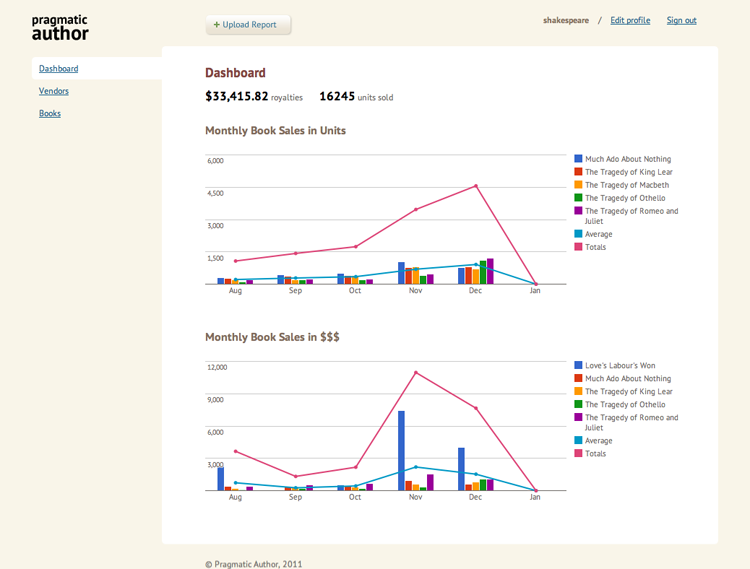 pragmatic
author
+ Upload Report
shakespeare / Edit profile Sign out
Dashboard
Vendors
Books
Dashboard
$33,415.82 royalties 16245 units sold
Monthly Book Sales in Units
6,000
4,500
3,000
1,500
Aug Sep Oct Nov Dec Jan
Much Ado About Nothing
The Tragedy of King Lear
The Tragedy of Macbeth
The Tragedy of Othello
The Tragedy of Romeo and
Juliet
Average
Totals
Monthly Book Sales in $$$
12,000
9,000
6,000
3,000
Aug Sep Oct Nov Dec Jan
Love's Labour's Won
Much Ado About Nothing
The Tragedy of King Lear
The Tragedy of Othello
The Tragedy of Romeo and
Juliet
Average
Totals
© Pragmatic Author, 2011